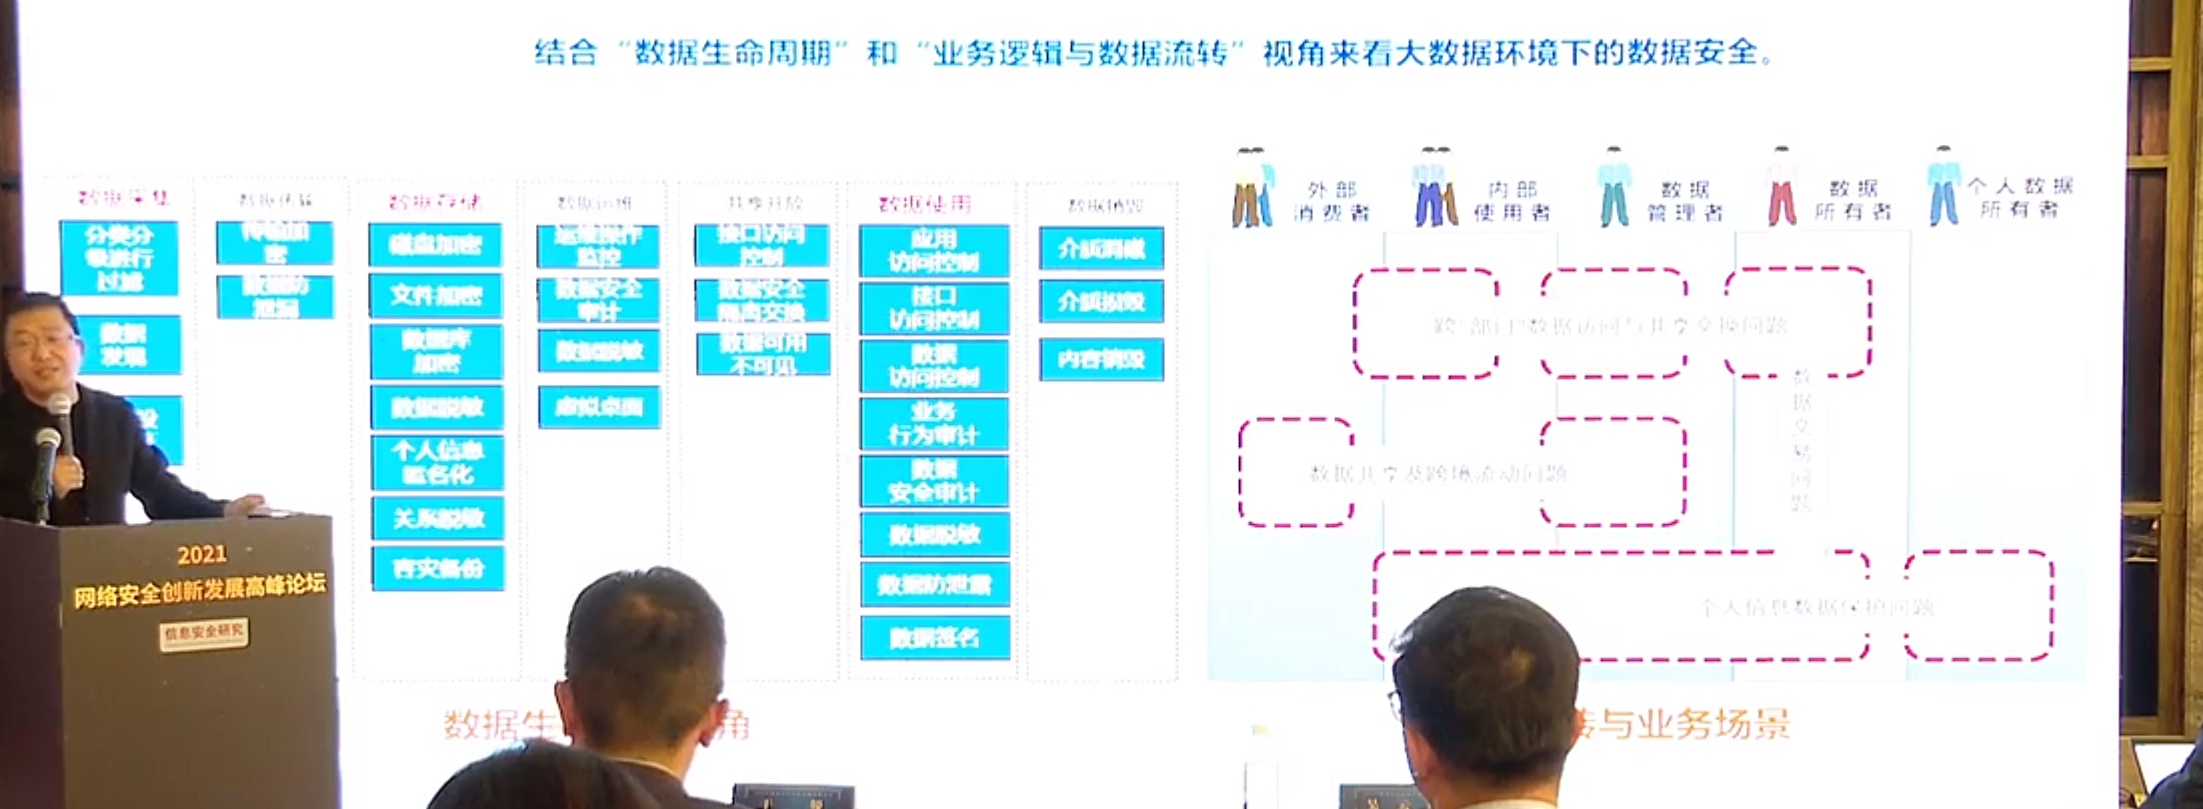 结合“数据生命周期”和“业务逻辑与数据流转”视角来看大数据环境下的数据安全。
数据采集
分类分
级进行
过滤
数据
发现
数据传输
传输加
密
数据防
泄漏
数据存储
磁盘加密
文件加密
数据库
加密
数据脱敏
个人信息
匿名化
关系脱敏
容灾备份
数据运维
运维操作
监控
数据安全
审计
数据脱敏
虚拟桌面
共享开放
接口访问
控制
数据安全
隔离交换
数据可用
不可见
数据使用
应用
访问控制
接口
访问控制
数据
访问控制
业务
行为审计
数据
安全审计
数据脱敏
数据防泄露
数据签名
数据销毁
介质消磁
介质损毁
内容销毁
外部
消费者
内部
使用者
数据
管理者
数据
所有者
个人数据
所有者
跨“部门”数据访问与共享交换问题
数据交易问题
数据共享及跨境流动问题
个人信息数据保护问题
数据生
角
转与业务场景
2021
网络安全创新发展高峰论坛
信息安全研究